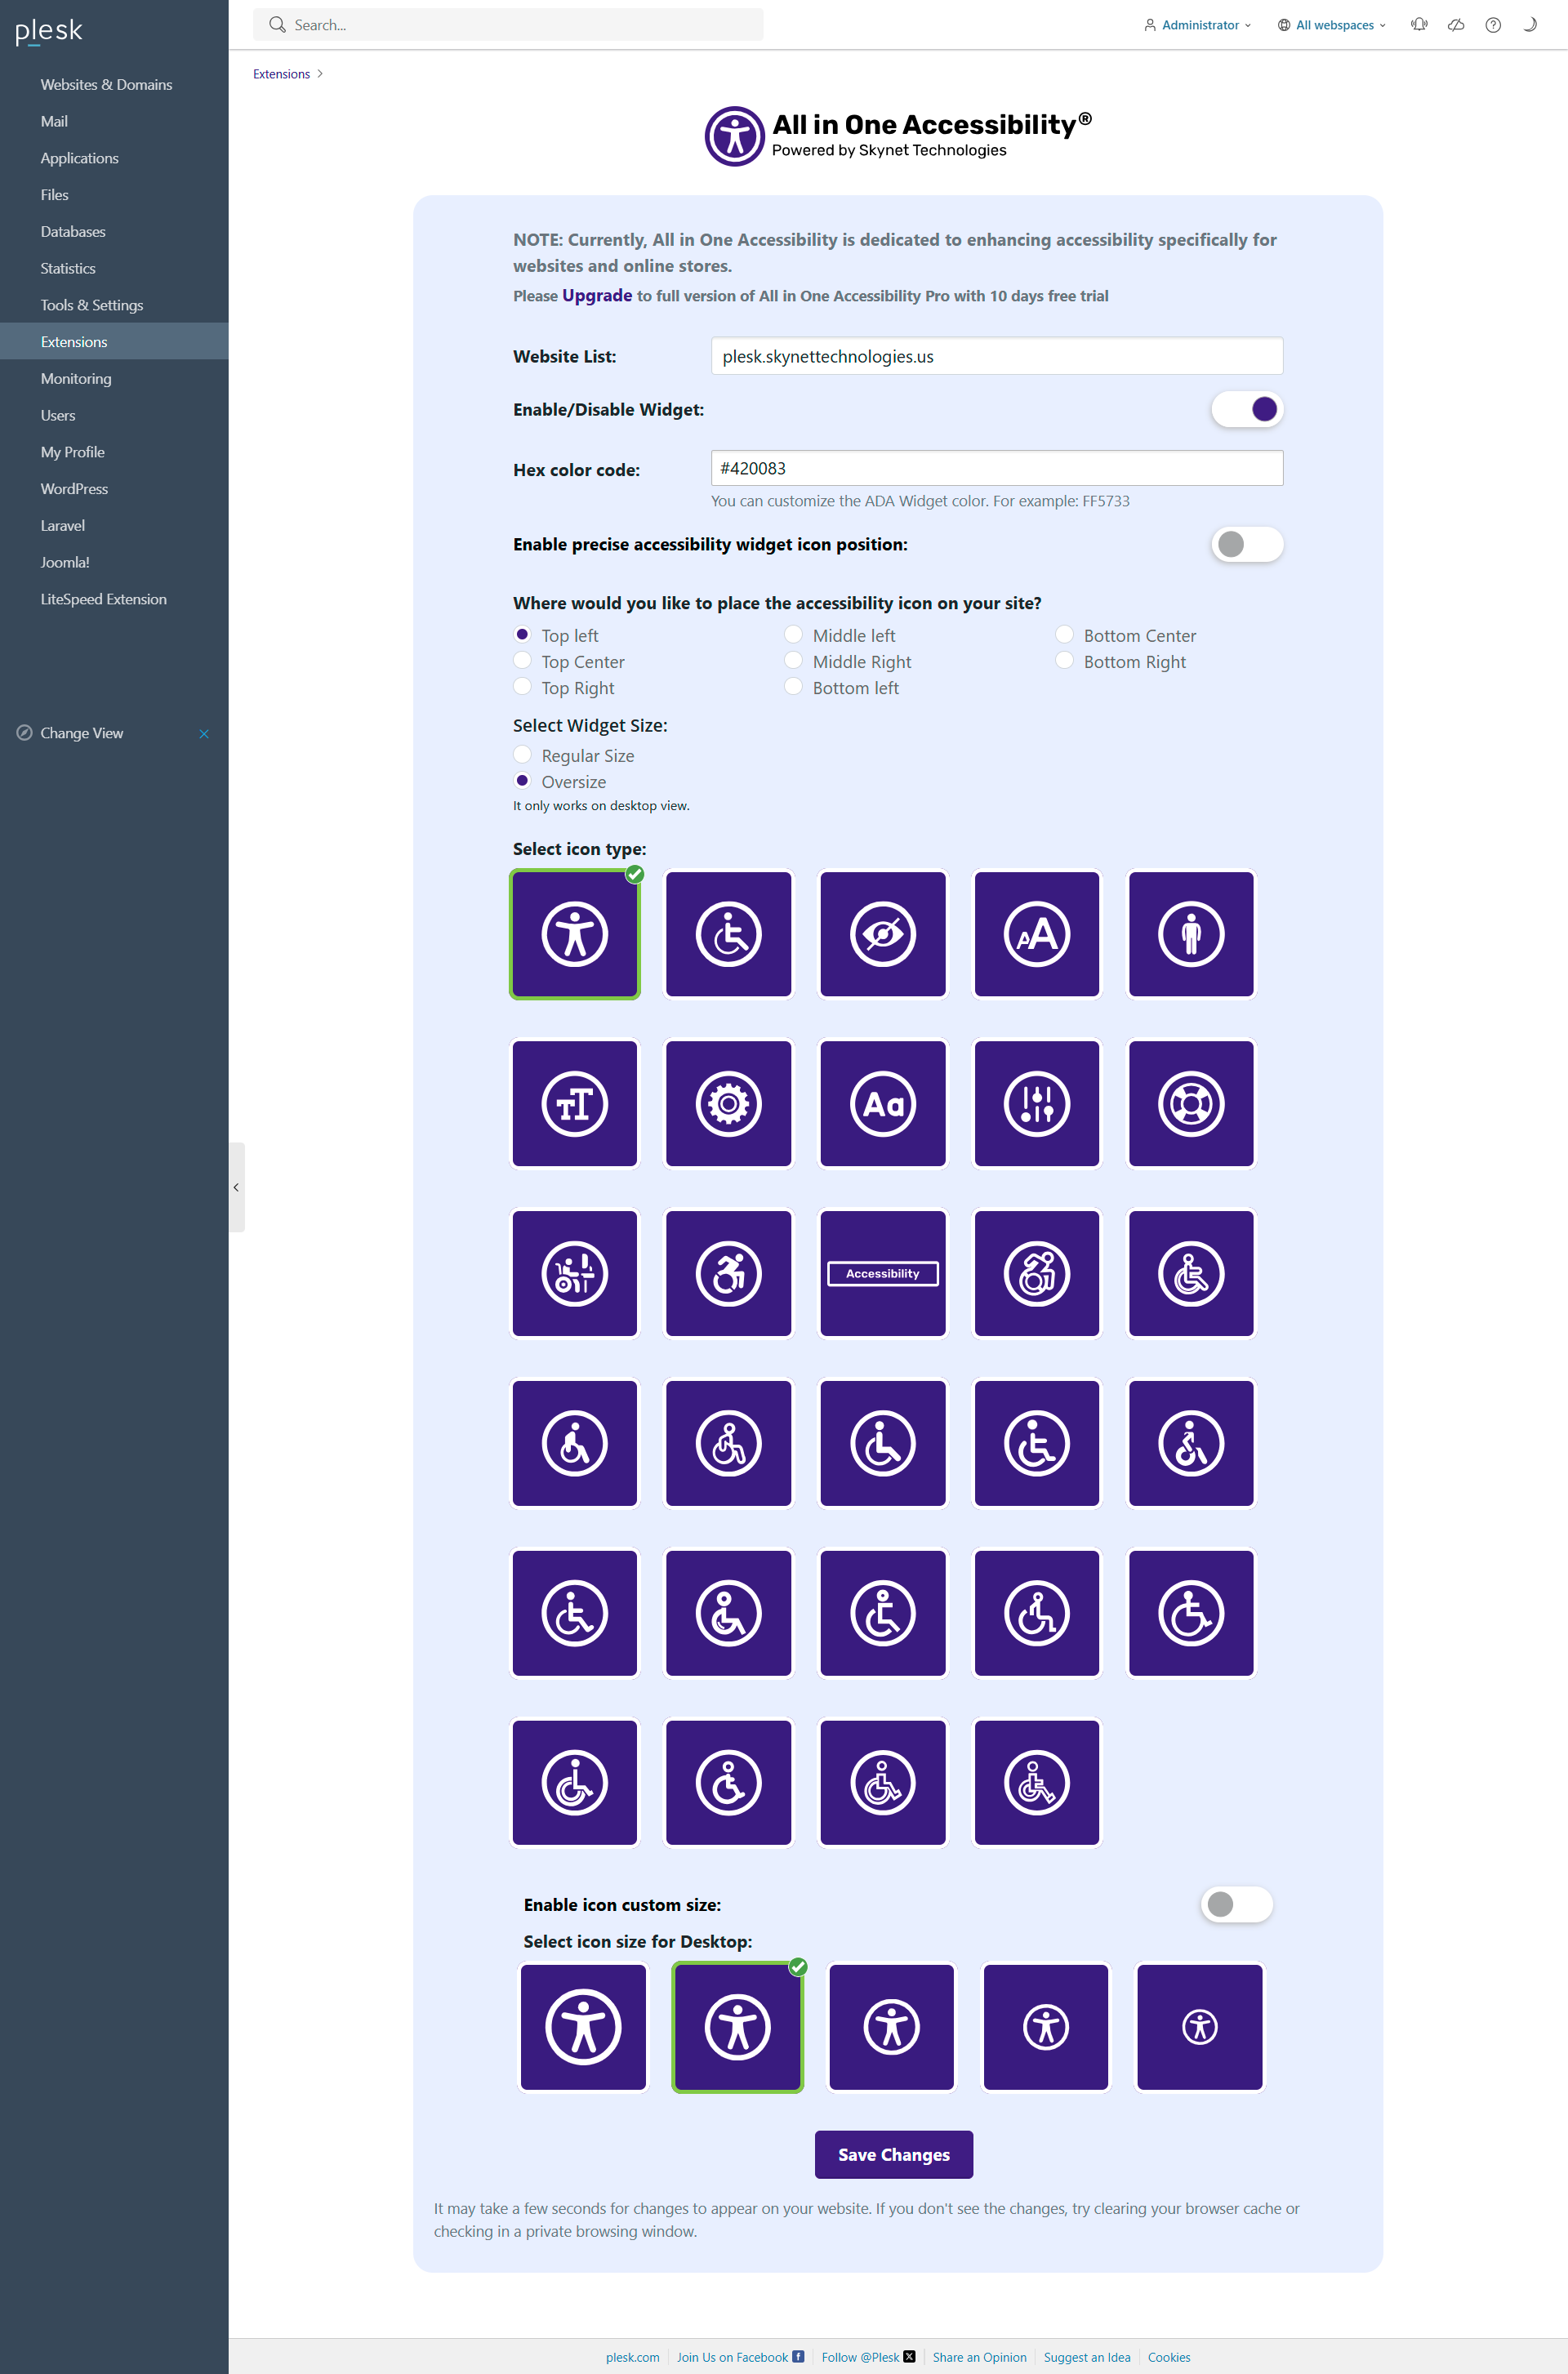 plesk
Search...
Administrator
All webspaces
Websites & Domains
Mail
Applications
Files
Databases
Statistics
Tools & Settings
Extensions
Monitoring
Users
My Profile
WordPress
Laravel
Joomla!
LiteSpeed Extension
Change View
Extensions
All in One Accessibility®
Powered by Skynet Technologies
NOTE: Currently, All in One Accessibility is dedicated to enhancing accessibility specifically for
websites and online stores.
Please Upgrade to full version of All in One Accessibility Pro with 10 days free trial
Website List:
plesk.skynettechnologies.us
Enable/Disable Widget:
Hex color code:
#420083
You can customize the ADA Widget color. For example: FF5733
Enable precise accessibility widget icon position:
Where would you like to place the accessibility icon on your site?
Top left
Middle left
Bottom Center
Top Center
Middle Right
Bottom Right
Top Right
Bottom left
Select Widget Size:
Regular Size
Oversize
It only works on desktop view.
Select icon type:
AA
TT
Aa
Accessibility
Enable icon custom size:
Select icon size for Desktop:
Save Changes
It may take a few seconds for changes to appear on your website. If you don't see the changes, try clearing your browser cache or
checking in a private browsing window.
plesk.com
Join Us on Facebook
Follow @Plesk
Share an Opinion
Suggest an Idea
Cookies